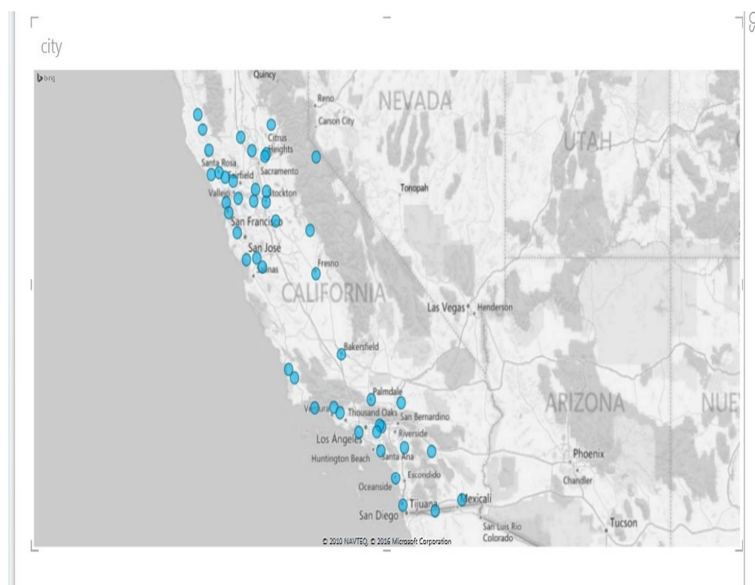 city
bing
Quincy
Reno
NEVADA
Carson City
Citrus
Heights
UTAH
Santa Rosa
Fairfield
Sacramento
Vallejo
Stockton
Tonopah
San Francisco
San Jose
Salinas
Fresno
CALIFORNIA
Las Vegas
Henderson
Bakersfield
Palmdale
ARIZONA
NUE
Ventura
Thousand Oaks
San Bernardino
Los Angeles
Riverside
Huntington Beach
Santa Ana
Phoenix
Escondido
Chandler
Oceanside
Tijuana
Mexicali
San Diego
San Luis Rio
Colorado
Tucson
© 2010 NAVTEQ, © 2016 Microsoft Corporation